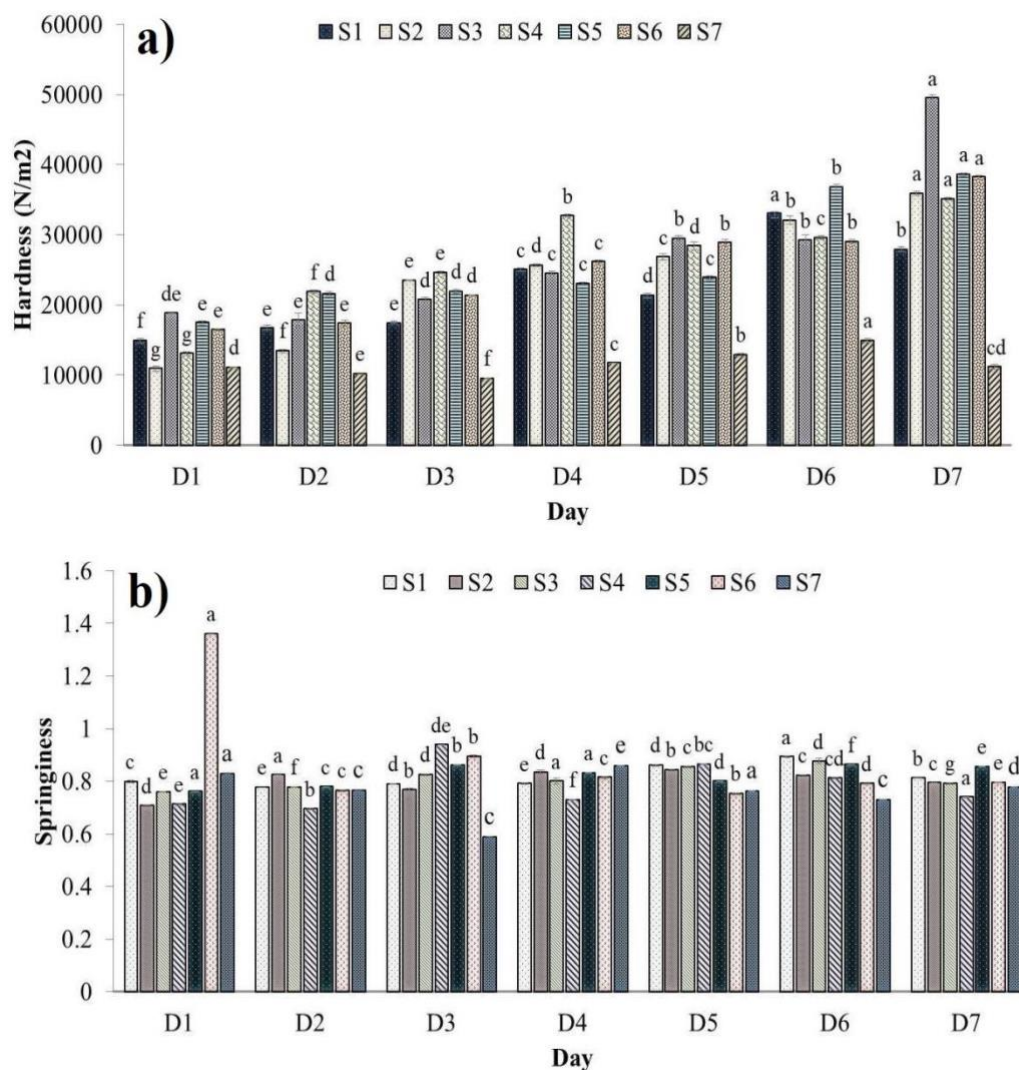 a)
S1 S2 S3 S4 S5 S6 S7
60000
50000
40000
30000
20000
10000
0
Hardness (N/m2)
f g de g e e d
e f e f d e e
e e d e d e f
c d c b c c c
d c b d c b b
a b b c b b a
b a a a a a cd
D1 D2 D3 D4 D5 D6 D7
Day
b)
S1 S2 S3 S4 S5 S6 S7
1.6
1.4
1.2
1
0.8
0.6
0.4
0.2
0
Springiness
c d e e a a a
e a f b c c c
d b d de b b c
e d a f a c e
d b c bc d b a
a c d cd f d c
b c g a e e d
D1 D2 D3 D4 D5 D6 D7
Day